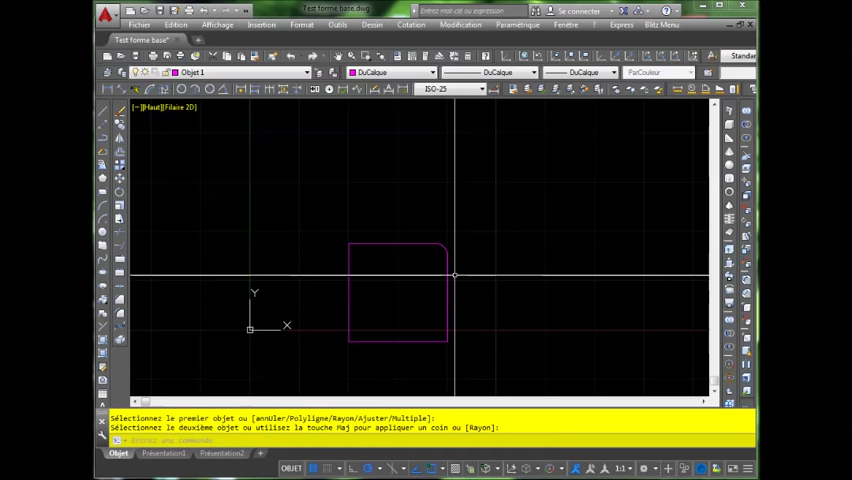 Test forme base.dwg
Entrez mot-clé ou expression
Se connecter
Fichier Edition Affichage Insertion Format Outils Dessin Cotation Modification Paramétrique Fenêtre Express Blitz Menu
Test forme base*
Standar
Objet 1
DuCalque
DuCalque
DuCalque
ParCouleur
ISO-25
[−][Haut][Filaire 2D]
Y
X
Sélectionnez le premier objet ou [annUler/Polyligne/Rayon/Ajuster/Multiple]:
Sélectionnez le deuxième objet ou utilisez la touche Maj pour appliquer un coin ou [Rayon]:
Entrez une commande
Objet Présentation1 Présentation2
OBJET
1:1